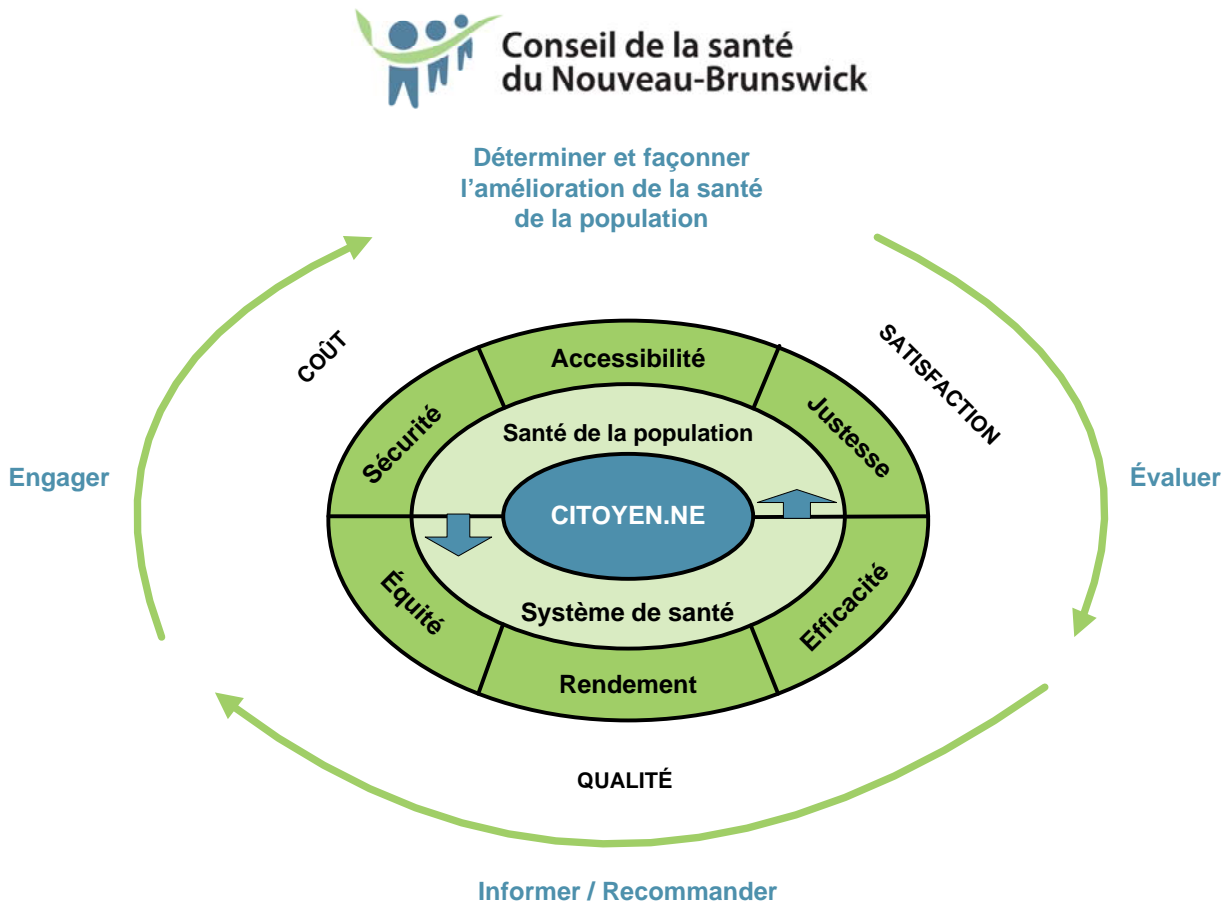 Conseil de la santé
du Nouveau-Brunswick
Déterminer et façonner
l’amélioration de la santé
de la population
COÛT
SATISFACTION
Accessibilité
Sécurité
Justesse
Santé de la population
Engager
CITOYEN.NE
Évaluer
Système de santé
Équité
Efficacité
Rendement
QUALITÉ
Informer / Recommander